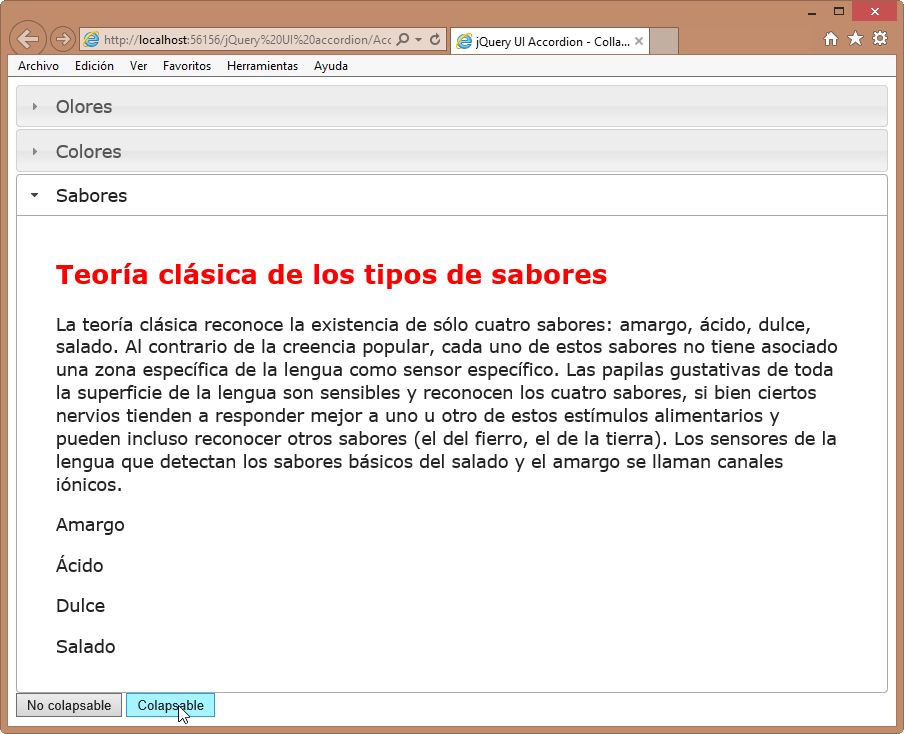 http://localhost:56156/jQuery%20UI%20accordion/Acc
jQuery UI Accordion - Colla...
Archivo Edición Ver Favoritos Herramientas Ayuda
Olores
Colores
Sabores
Teoría clásica de los tipos de sabores
La teoría clásica reconoce la existencia de sólo cuatro sabores: amargo, ácido, dulce,
salado. Al contrario de la creencia popular, cada uno de estos sabores no tiene asociado
una zona específica de la lengua como sensor específico. Las papilas gustativas de toda
la superficie de la lengua son sensibles y reconocen los cuatro sabores, si bien ciertos
nervios tienden a responder mejor a uno u otro de estos estímulos alimentarios y
pueden incluso reconocer otros sabores (el del fierro, el de la tierra). Los sensores de la
lengua que detectan los sabores básicos del salado y el amargo se llaman canales
iónicos.
Amargo
Ácido
Dulce
Salado
No colapsable Colapsable